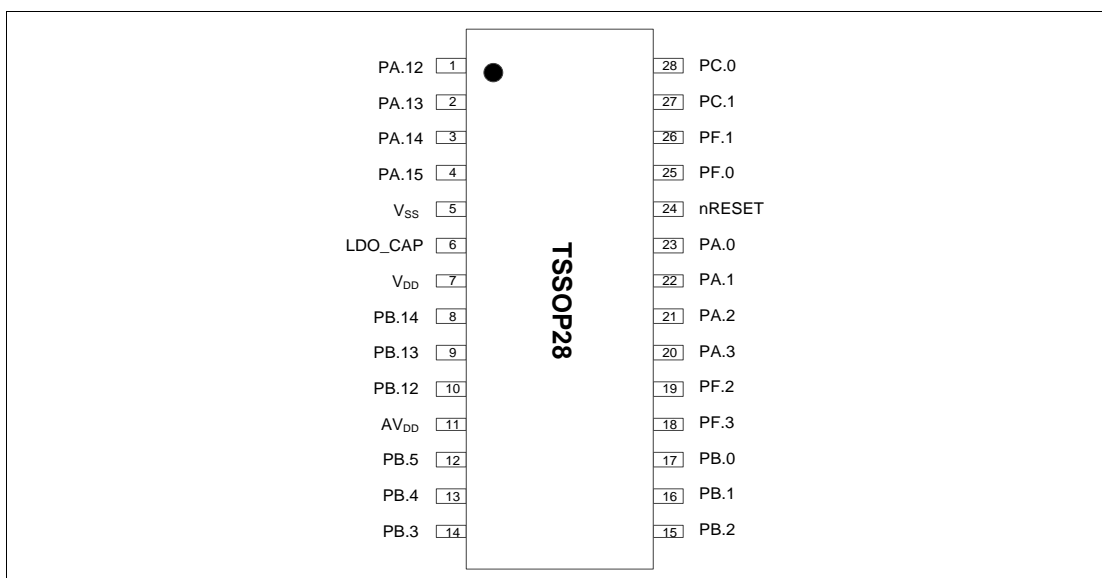 PA.12 1 28 PC.0
PA.13 2 27 PC.1
PA.14 3 26 PF.1
PA.15 4 25 PF.0
VSS 5 24 nRESET
LDO_CAP 6 23 PA.0
VDD 7 22 PA.1
PB.14 8 21 PA.2
PB.13 9 20 PA.3
PB.12 10 19 PF.2
AVDD 11 18 PF.3
PB.5 12 17 PB.0
PB.4 13 16 PB.1
PB.3 14 15 PB.2
TSSOP28